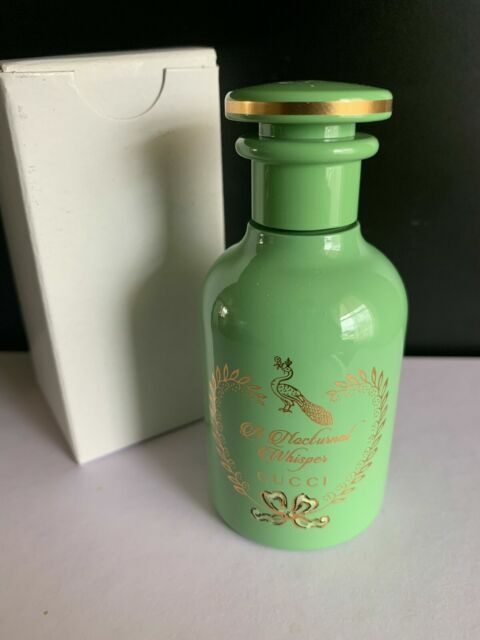 A Nocturnal
Whisper
GUCCI